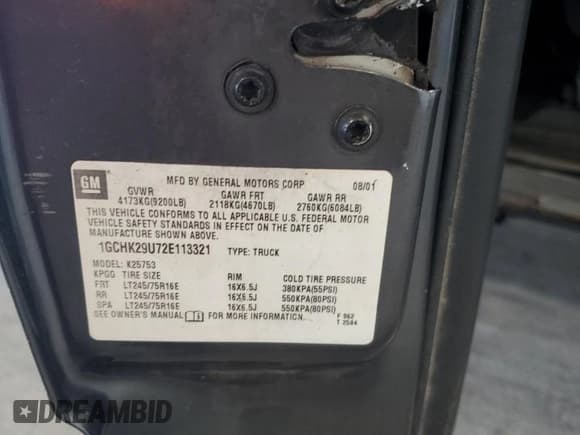 GM
MFD BY GENERAL MOTORS CORP 08/01
GVWR GAWR FRT GAWR RR
4173KG(9200LB) 2118KG(4670LB) 2760KG(6084LB)
THIS VEHICLE CONFORMS TO ALL APPLICABLE U.S. FEDERAL MOTOR
VEHICLE SAFETY STANDARDS IN EFFECT ON THE DATE OF
MANUFACTURE SHOWN ABOVE.
1GCHK29U72E113321 TYPE: TRUCK
MODEL: K25753
KPGG TIRE SIZE RIM COLD TIRE PRESSURE
FRT LT245/75R16E 16X6.5J 380KPA(55PSI)
RR LT245/75R16E 16X6.5J 550KPA(80PSI)
SPA LT245/75R16E 16X6.5J 550KPA(80PSI)
SEE OWNER'S MANUAL FOR MORE INFORMATION.
F 962
T 2584
DREAMBID